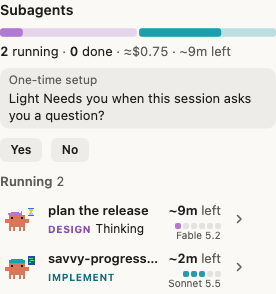 Subagents
2 running · 0 done · ≈$0.75 · ~9m left
One-time setup
Light Needs you when this session asks
you a question?
Yes No
Running 2
plan the release ~9m left
DESIGN Thinking Fable 5.2
savvy-progress... ~2m left
IMPLEMENT Sonnet 5.5